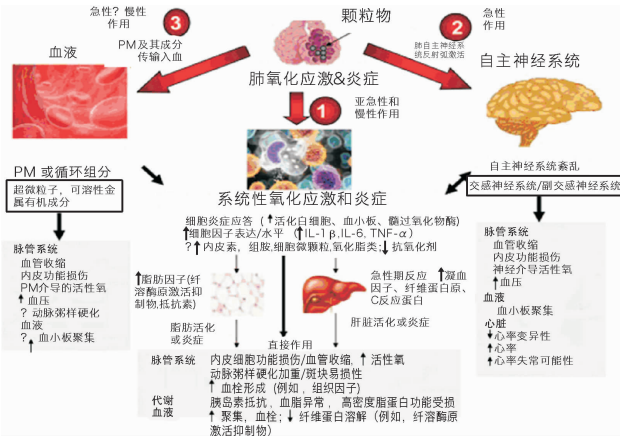 颗粒物
肺氧化应激&炎症
1
亚急性和
慢性作用
2
急性
作用
肺自主神经系
统反射弧激活
自主神经系统
3
急性？慢性
作用
PM及其成分
传输入血
血液
PM 或循环组分
超微粒子，可溶性金
属有机成分
脉管系统
血管收缩
内皮功能损伤
PM介导的活性氧
↑血压
? 动脉粥样硬化
血液
?↑血小板聚集
系统性氧化应激和炎症
细胞炎症应答（↑活化白细胞、血小板、髓过氧化物酶）
↑细胞因子表达/水平（↑IL-1β,IL-6, TNF-α）
?↑内皮素，组胺,细胞微颗粒,氧化脂类;↓抗氧化剂
↑脂肪因子(纤
溶酶原激活抑
制物,抵抗素)
脂肪活化
或炎症
急性期反应 ↑凝血
因子、纤维蛋白原、
C反应蛋白
肝脏活化或炎症
直接作用
脉管系统 内皮细胞功能损伤/血管收缩，↑活性氧
动脉粥样硬化加重/斑块易损性
↑血栓形成（例如，组织因子）
代谢 胰岛素抵抗，血脂异常，高密度脂蛋白功能受损
血液 ↑聚集，血栓；↓纤维蛋白溶解（例如，纤溶酶原
激活抑制物）
自主神经系统紊乱
交感神经系统/副交感神经系统
脉管系统
血管收缩
内皮功能损伤
神经介导活性氧
↑血压
血液
血小板聚集
心脏
↓心率变异性
↑心率
↑心率失常可能性